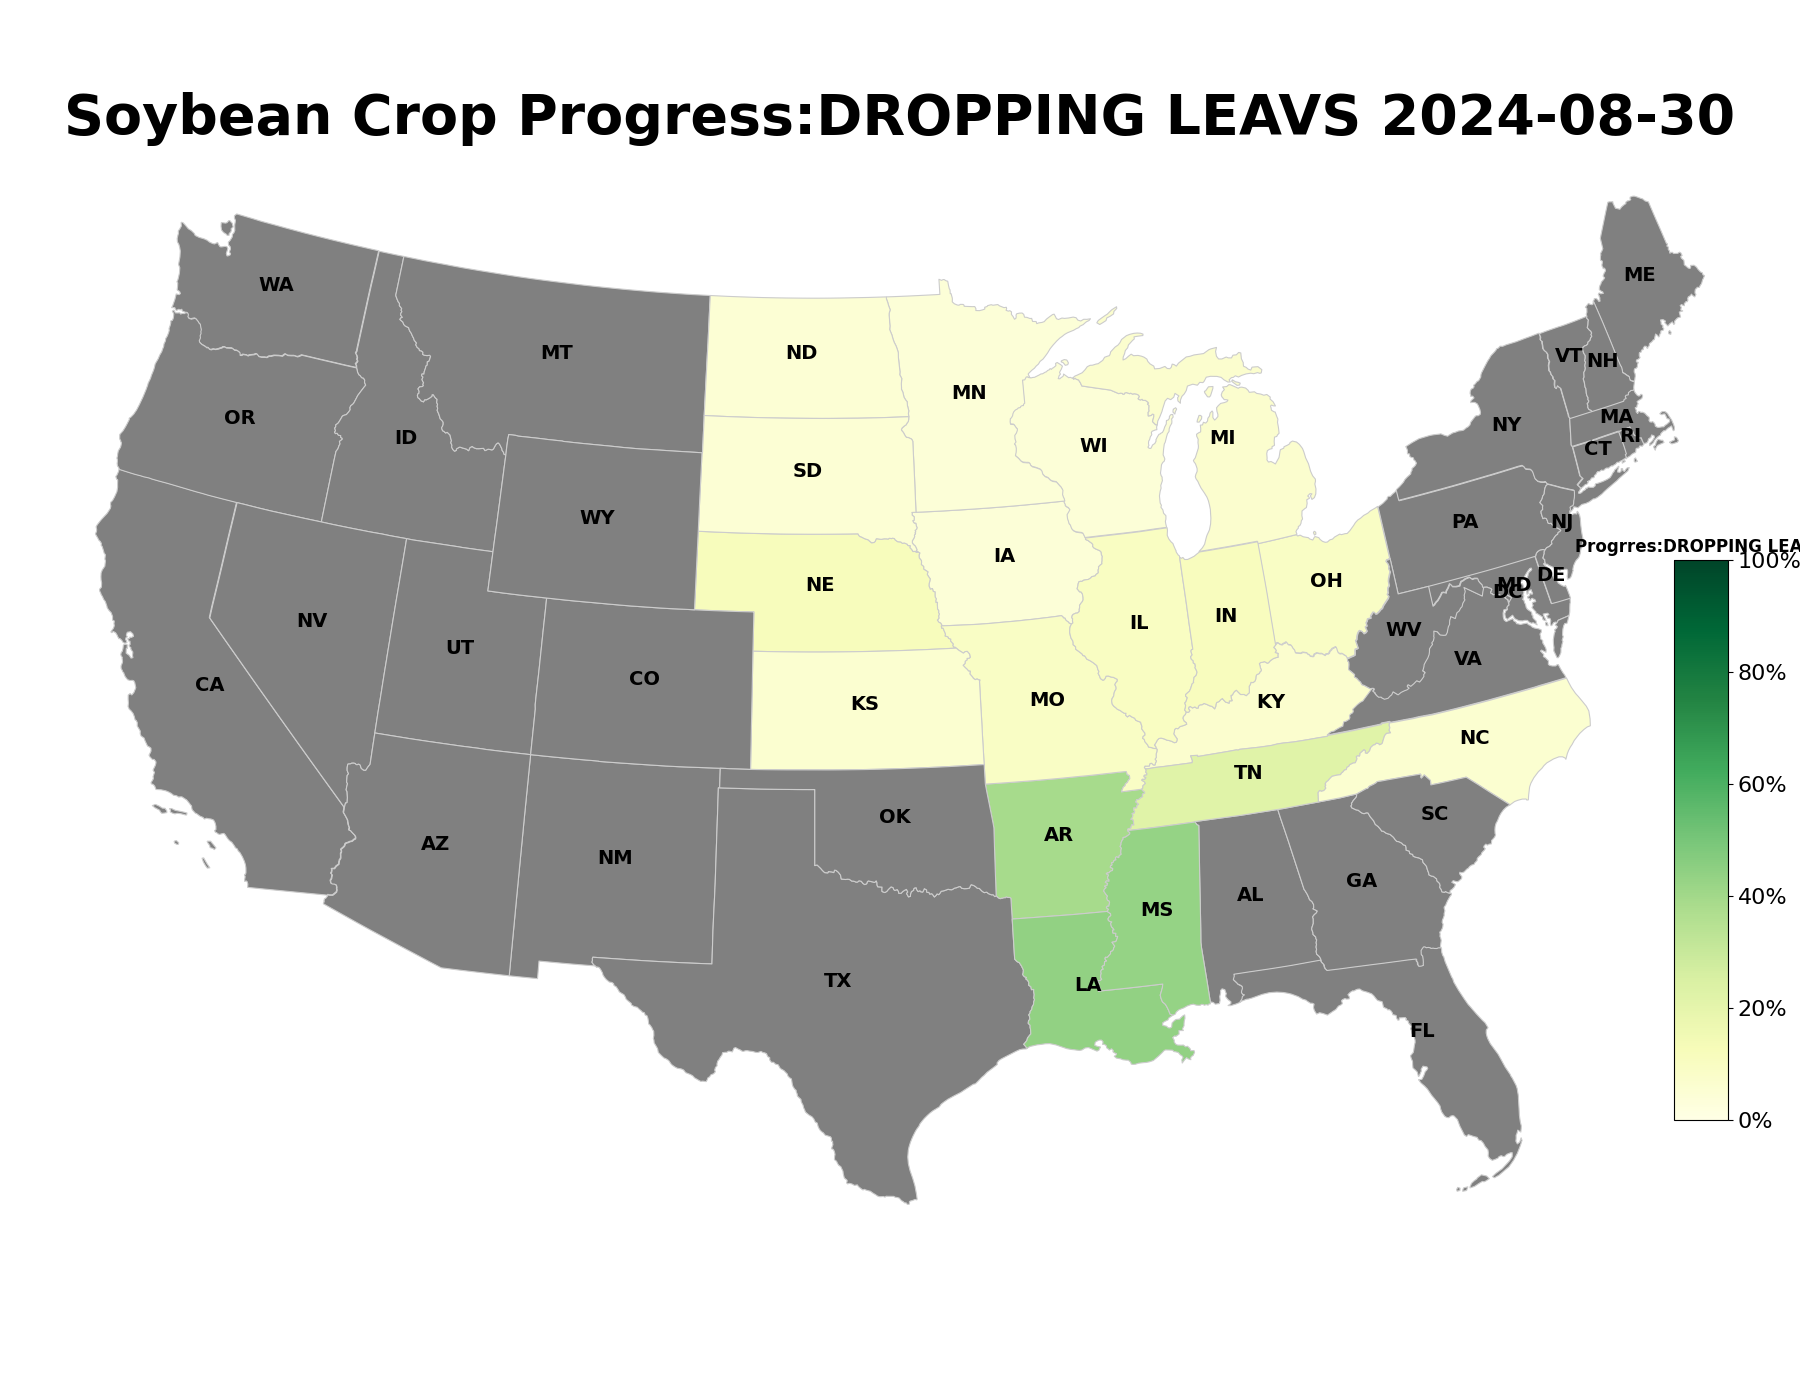 Soybean Crop Progress:DROPPING LEAVS 2024-08-30
ME
WA
MT
ND
VT
NH
MN
OR
MA
NY
RI
ID
MI
WI
CT
SD
WY
PA
NJ
Progrres:DROPPING LEA
100%
IA
DE
OH
NE
MD
DC
IN
NV
IL
WV
UT
VA
CO
80%
CA
MO
KY
KS
NC
TN
60%
SC
OK
AR
AZ
NM
GA
AL
40%
MS
TX
LA
20%
FL
0%